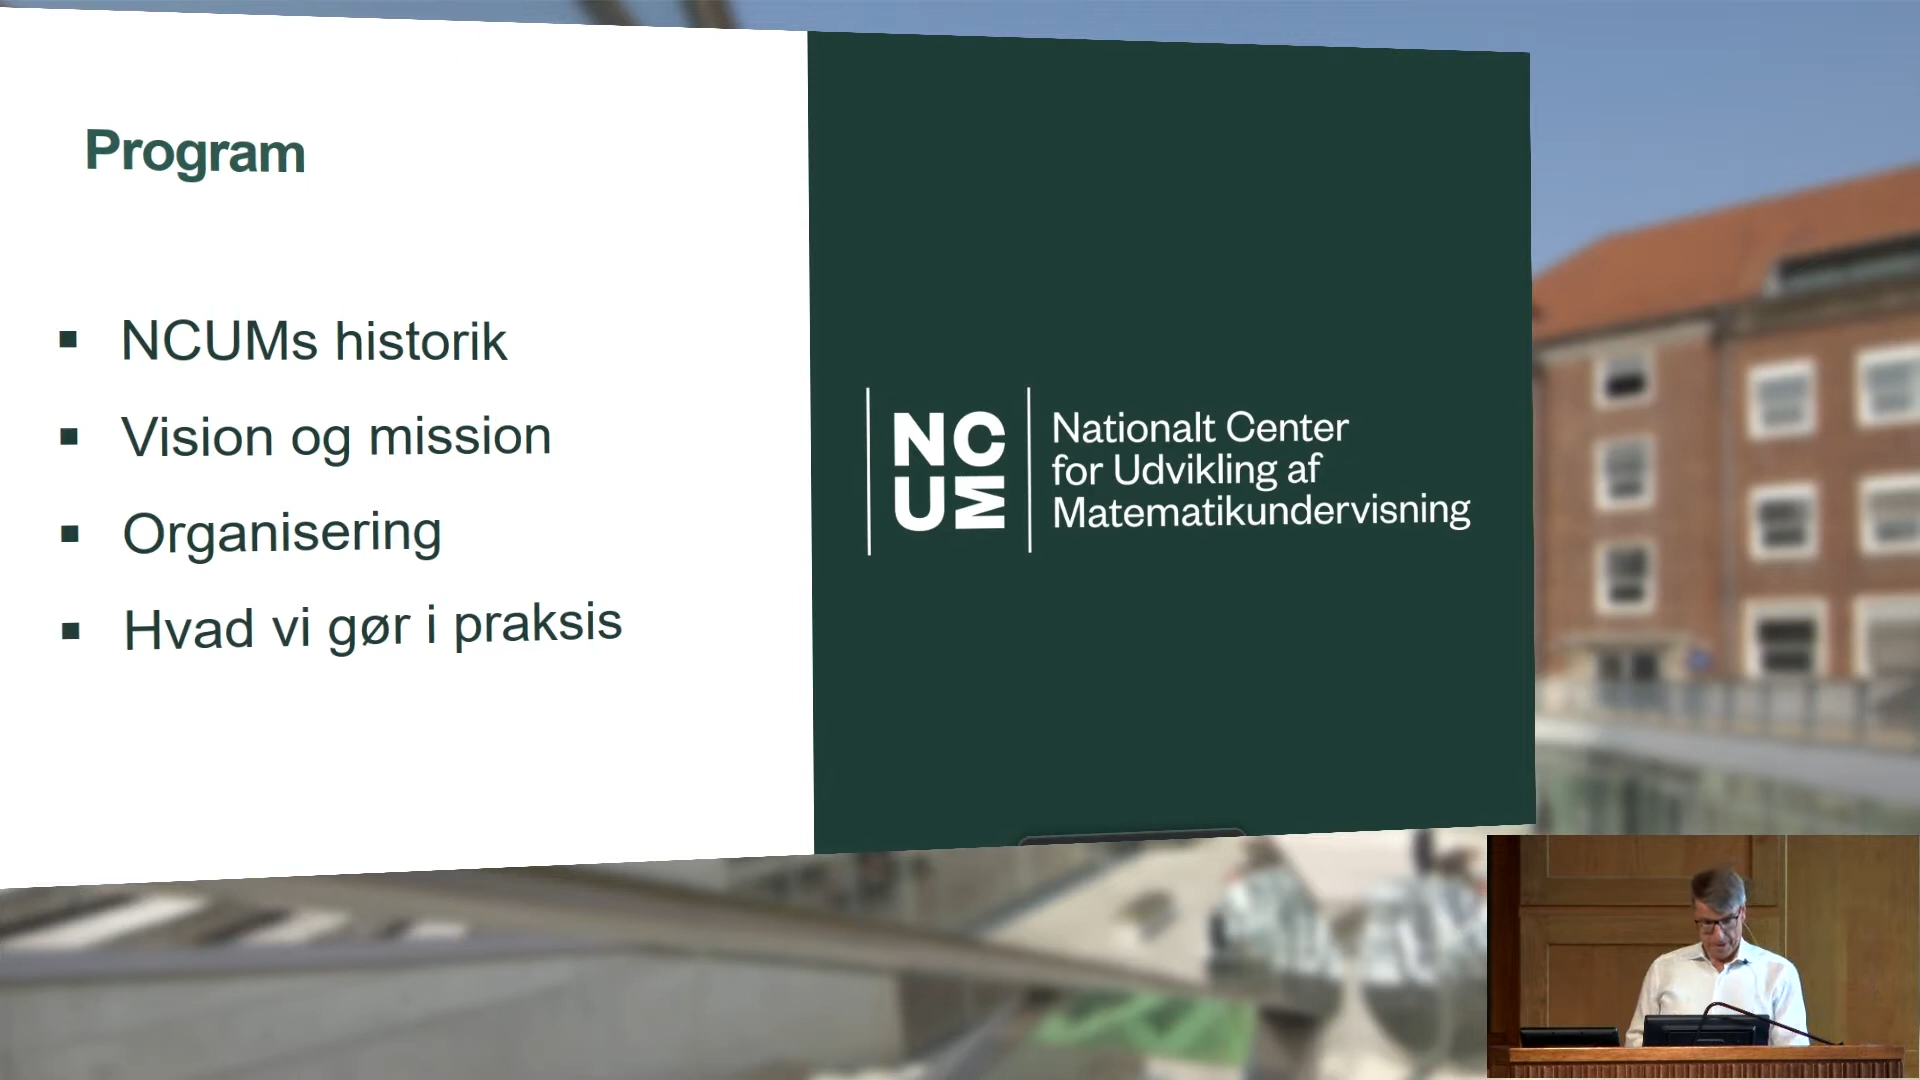 Program
NCUMs historik
Vision og mission
Organisering
Hvad vi gør i praksis
NC
UM
Nationalt Center
for Udvikling af
Matematikundervisning